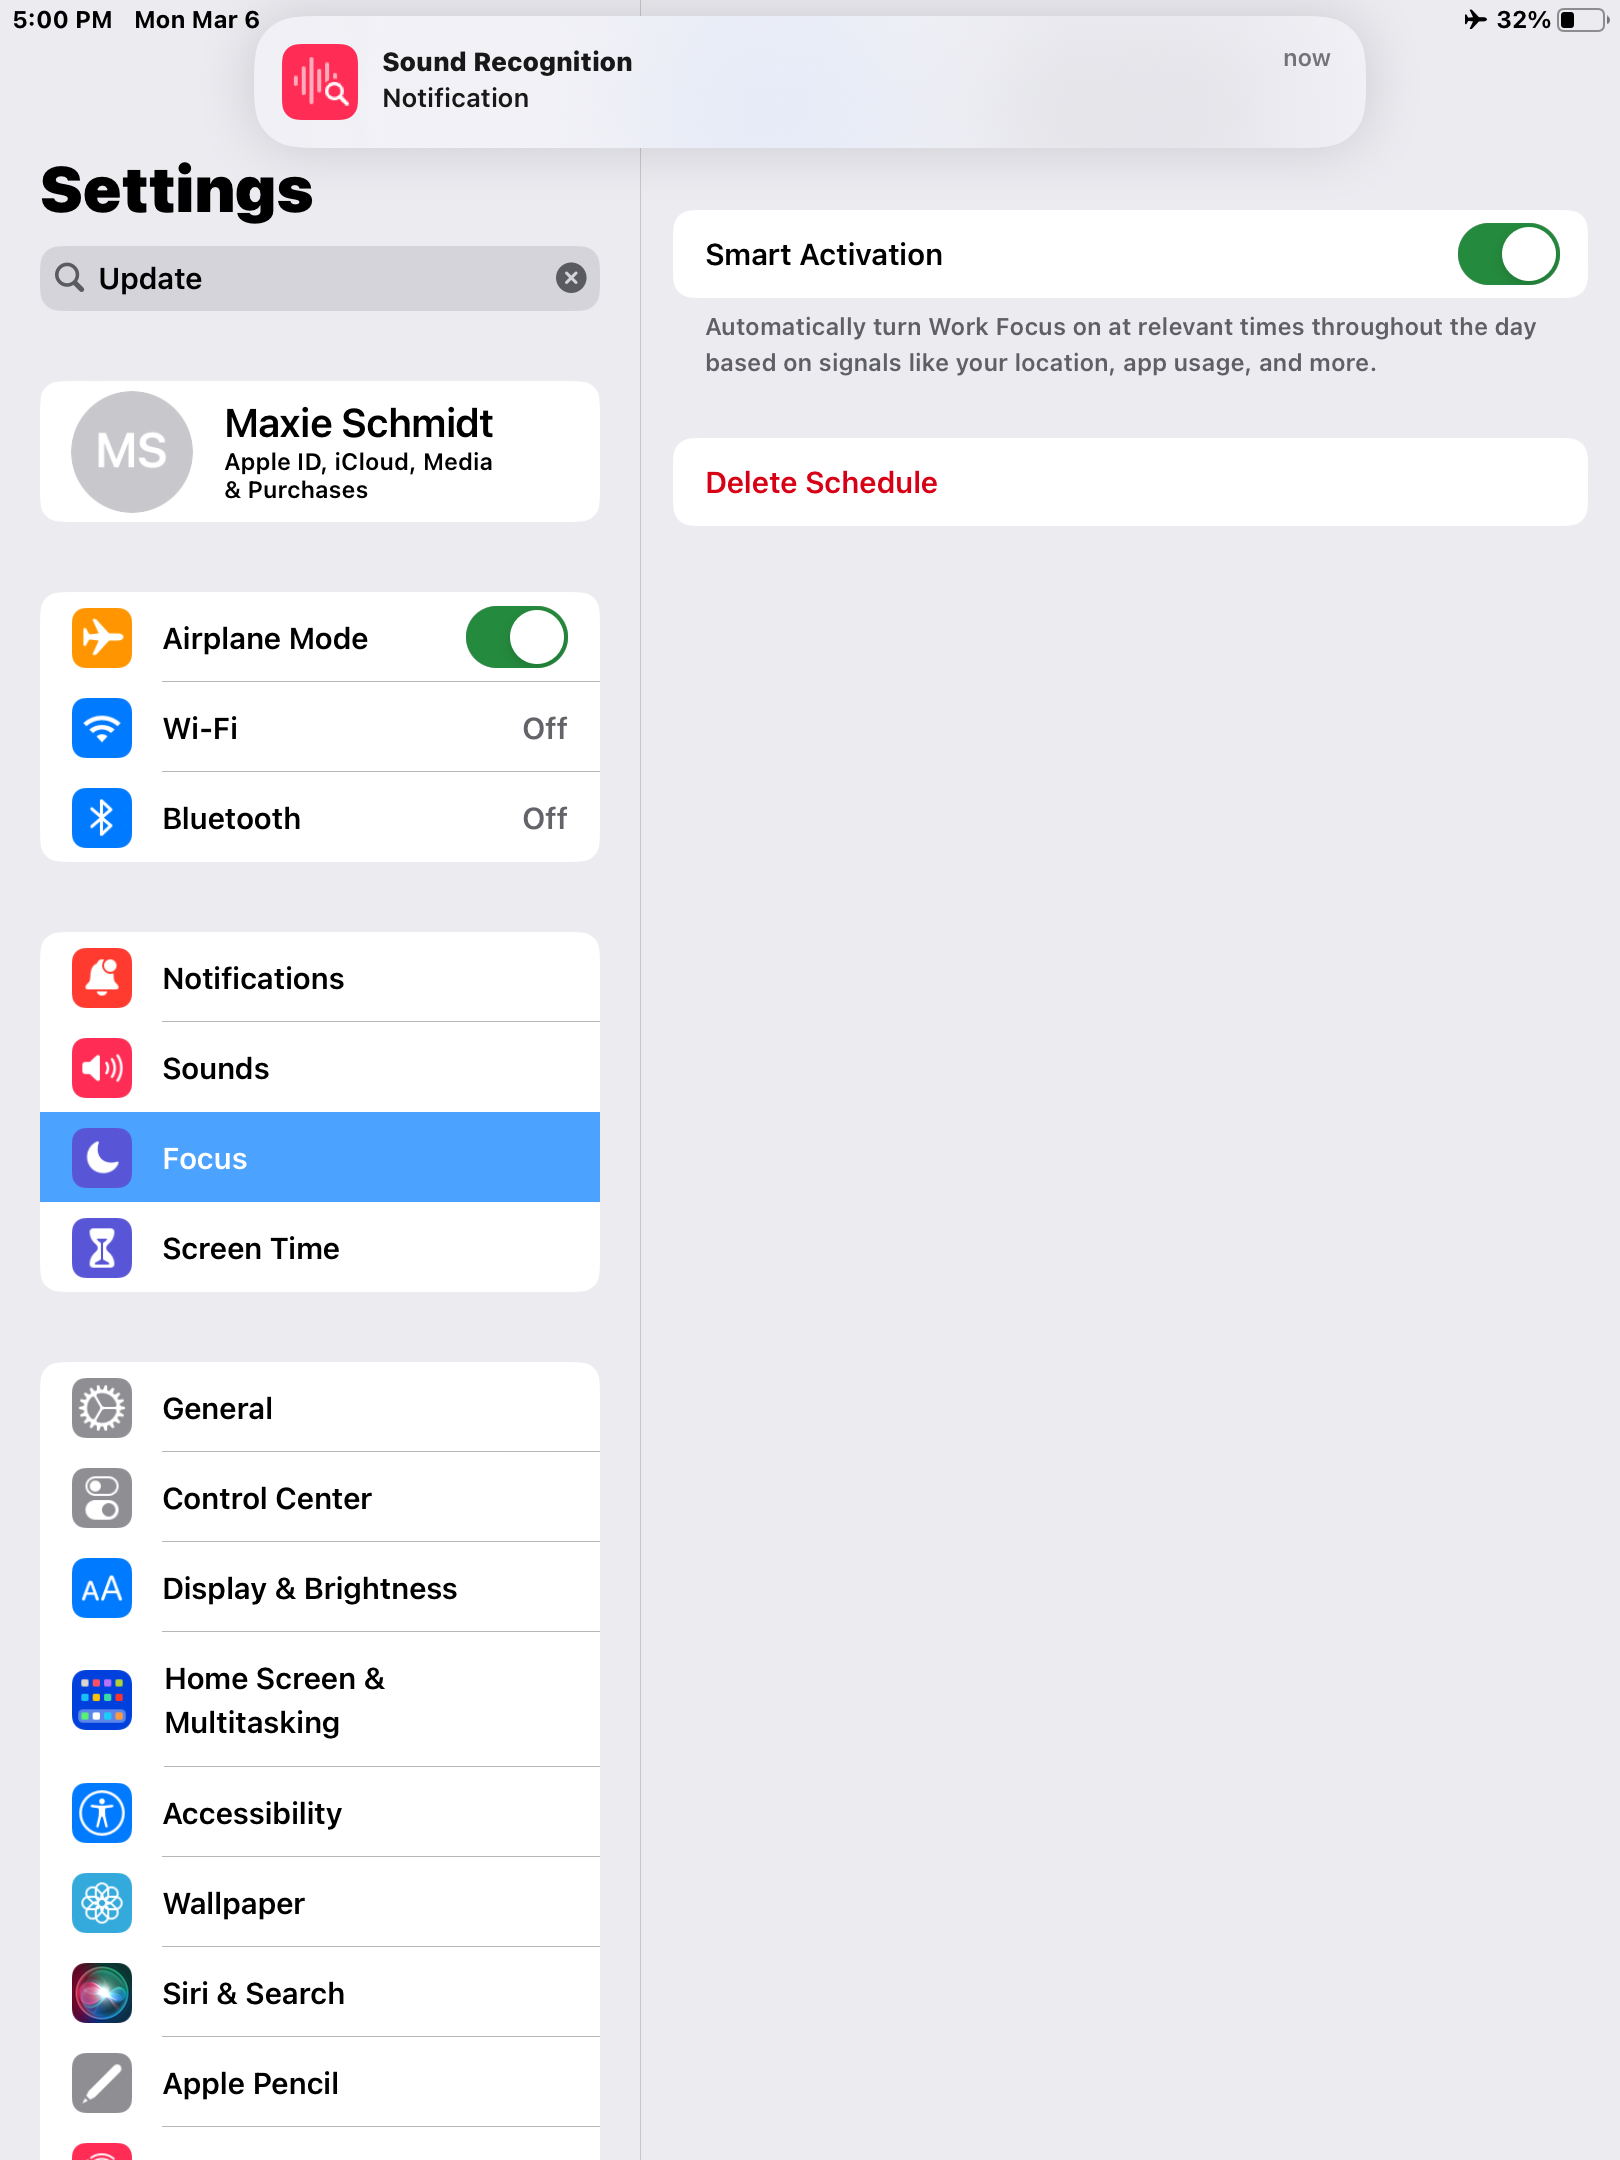 5:00 PM Mon Mar 6
32%
Sound Recognition
now
Notification
Settings
Update
MS
Maxie Schmidt
Apple ID, iCloud, Media
& Purchases
Airplane Mode
Wi-Fi Off
Bluetooth Off
Notifications
Sounds
Focus
Screen Time
General
Control Center
AA
Display & Brightness
Home Screen &
Multitasking
Accessibility
Wallpaper
Siri & Search
Apple Pencil
Smart Activation
Automatically turn Work Focus on at relevant times throughout the day
based on signals like your location, app usage, and more.
Delete Schedule